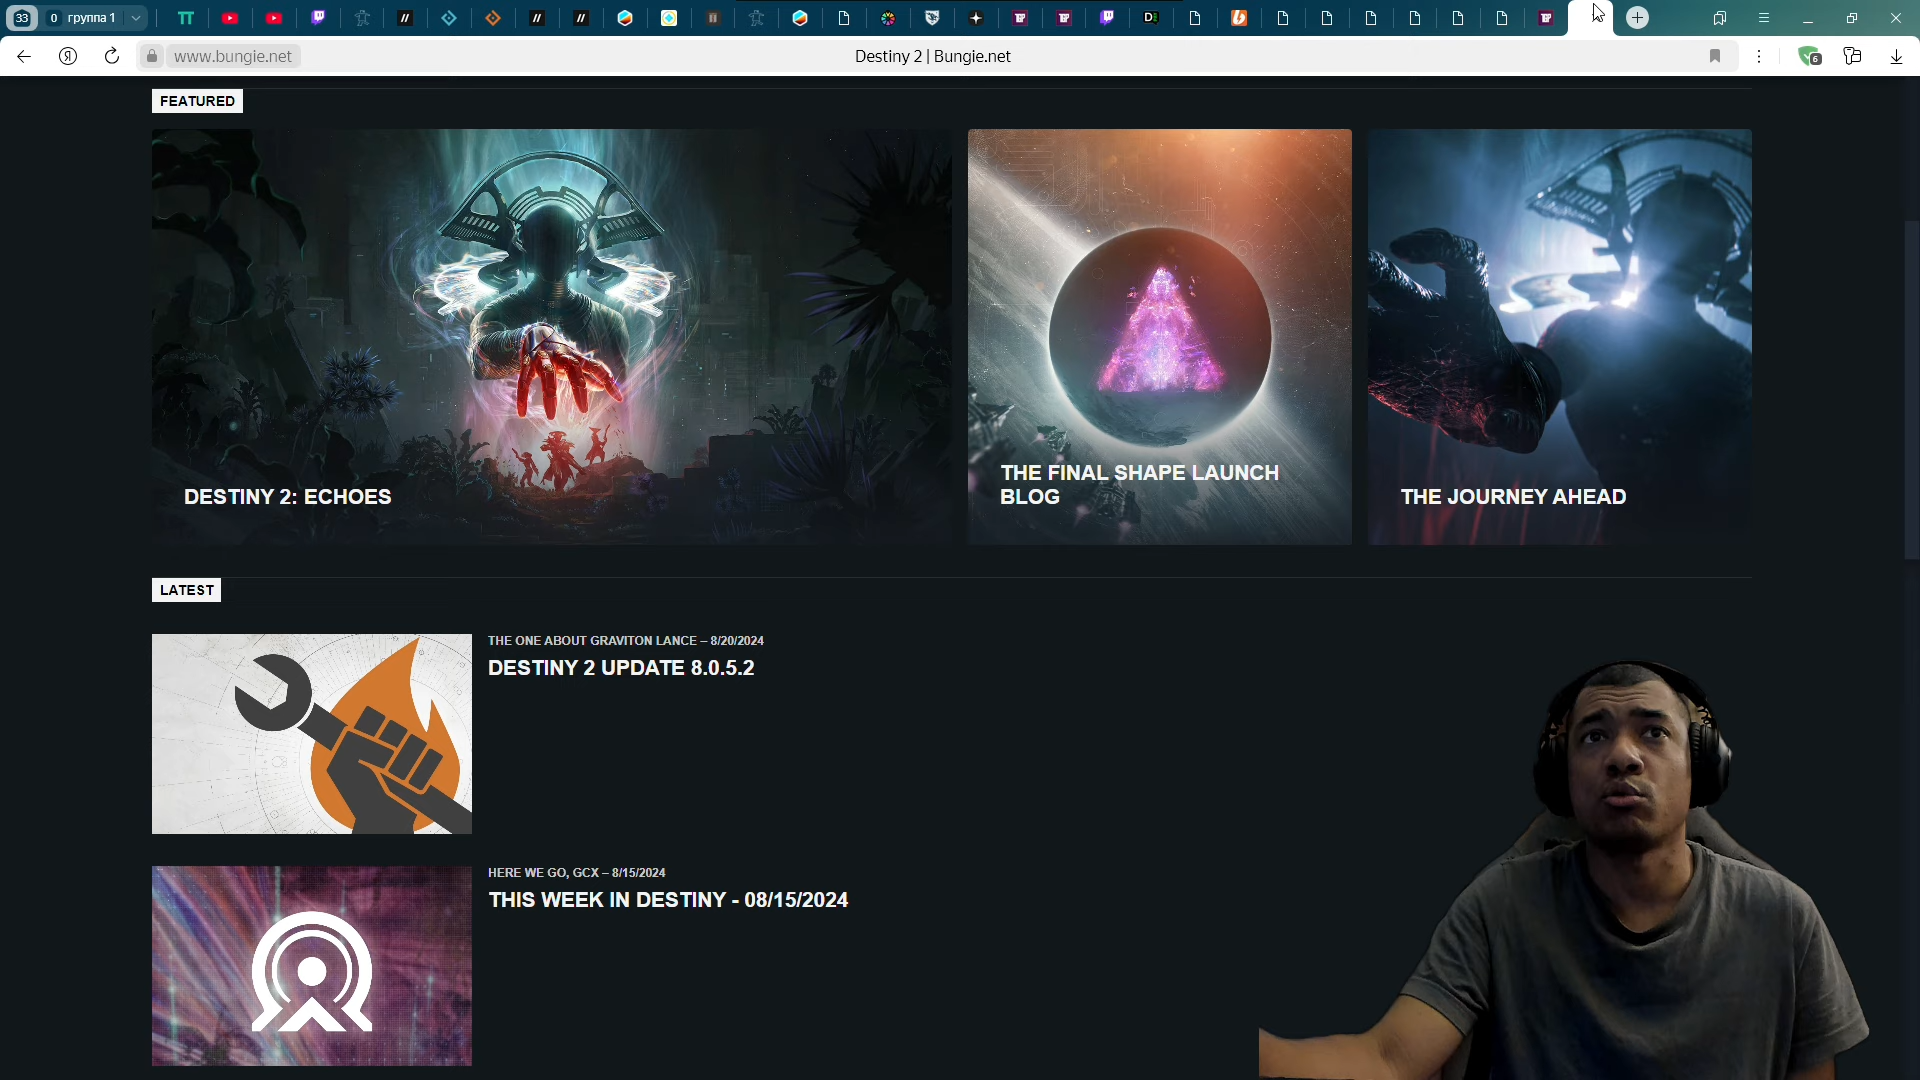 33
0 группа 1
www.bungie.net
Destiny 2 | Bungie.net
6
FEATURED
DESTINY 2: ECHOES
THE FINAL SHAPE LAUNCH
BLOG
THE JOURNEY AHEAD
LATEST
THE ONE ABOUT GRAVITON LANCE – 8/20/2024
DESTINY 2 UPDATE 8.0.5.2
HERE WE GO, GCX – 8/15/2024
THIS WEEK IN DESTINY - 08/15/2024